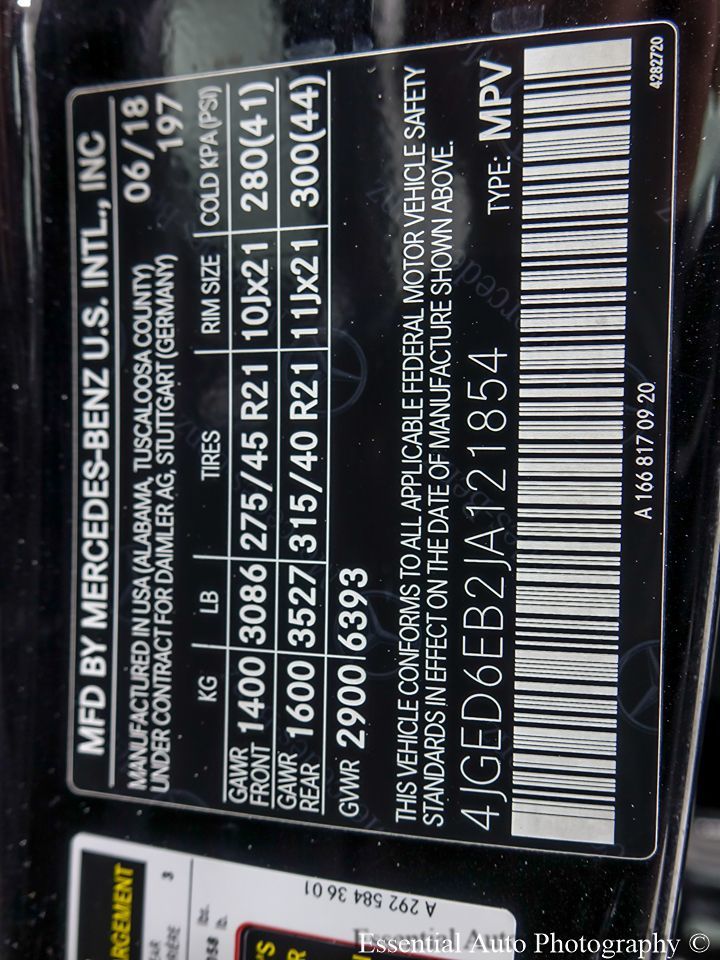 MFD BY MERCEDES-BENZ U.S. INTL., INC
MANUFACTURED IN USA (ALABAMA, TUSCALOOSA COUNTY) 06/18
UNDER CONTRACT FOR DAIMLER AG, STUTTGART (GERMANY) 197
KG LB TIRES RIM SIZE COLD KPA (PSI)
GAWR FRONT 1400 3086 275/45 R21 10Jx21 280(41)
GAWR REAR 1600 3527 315/40 R21 11Jx21 300(44)
GVWR 2900 6393
THIS VEHICLE CONFORMS TO ALL APPLICABLE FEDERAL MOTOR VEHICLE SAFETY
STANDARDS IN EFFECT ON THE DATE OF MANUFACTURE SHOWN ABOVE.
4JGED6EB2JA121854 TYPE: MPV
A 166 817 09 20
4282720
A 292 584 36 01
Essential Auto Photography ©